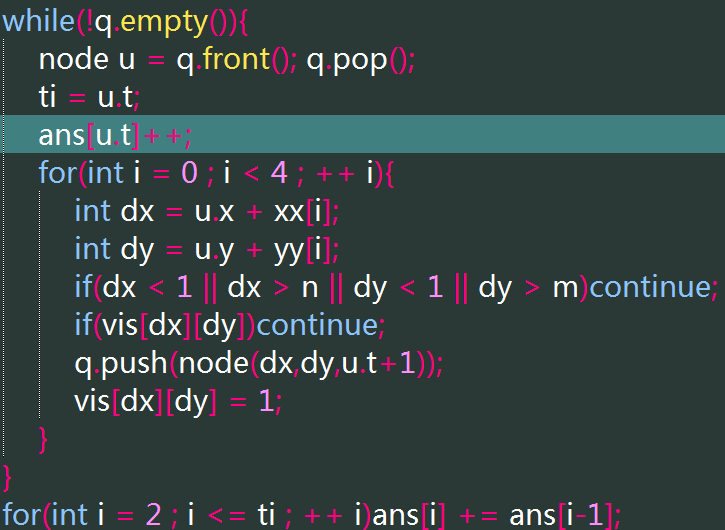 while(!q.empty()){
node u = q.front(); q.pop();
ti = u.t;
ans[u.t]++;
for(int i = 0 ; i < 4 ; ++ i){
int dx = u.x + xx[i];
int dy = u.y + yy[i];
if(dx < 1 || dx > n || dy < 1 || dy > m)continue;
if(vis[dx][dy])continue;
q.push(node(dx,dy,u.t+1));
vis[dx][dy] = 1;
}
}
for(int i = 2 ; i <= ti ; ++ i)ans[i] += ans[i-1];